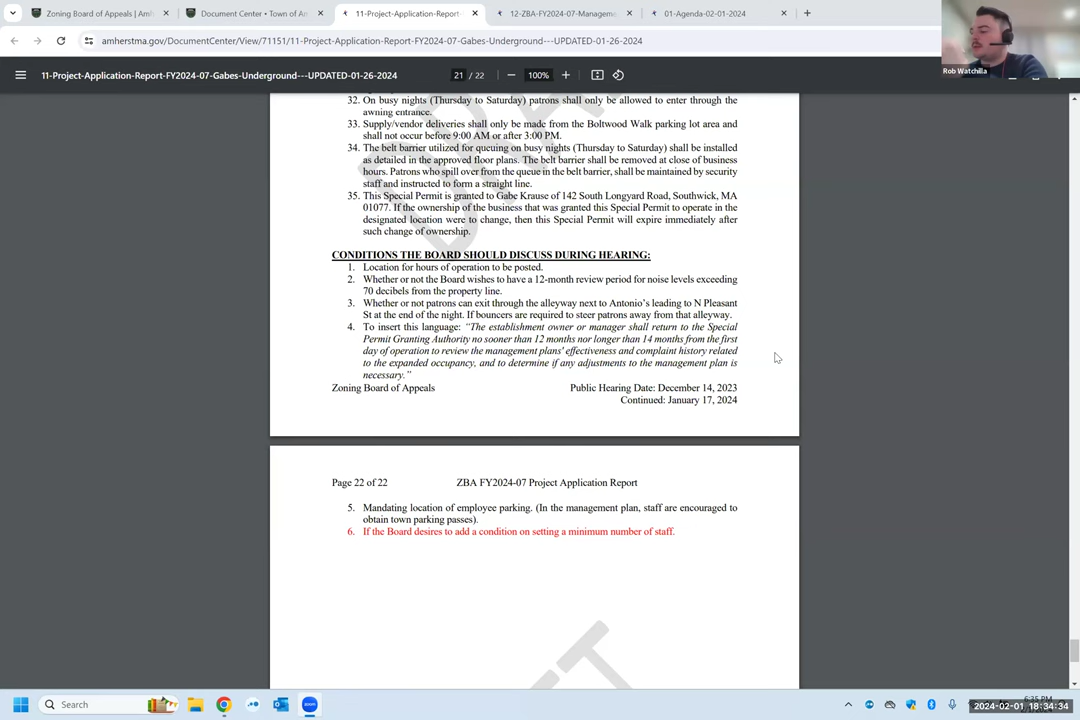 Zoning Board of Appeals | Amh
Document Center • Town of An
11-Project-Application-Report-
12-ZBA-FY2024-07-Managem
01-Agenda-02-01-2024
amherstma.gov/DocumentCenter/View/71151/11-Project-Application-Report-FY2024-07-Gabes-Underground---UPDATED-01-26-2024
Rob Watchilla
11-Project-Application-Report-FY2024-07-Gabes-Underground---UPDATED-01-26-2024
21 / 22
100%
32. On busy nights (Thursday to Saturday) patrons shall only be allowed to enter through the
awning entrance.
33. Supply/vendor deliveries shall only be made from the Boltwood Walk parking lot area and
shall not occur before 9:00 AM or after 3:00 PM.
34. The belt barrier utilized for queuing on busy nights (Thursday to Saturday) shall be installed
as detailed in the approved floor plans. The belt barrier shall be removed at close of business
hours. Patrons who spill over from the queue in the belt barrier, shall be maintained by security
staff and instructed to form a straight line.
35. This Special Permit is granted to Gabe Krause of 142 South Longyard Road, Southwick, MA
01077. If the ownership of the business that was granted this Special Permit to operate in the
designated location were to change, then this Special Permit will expire immediately after
such change of ownership.
CONDITIONS THE BOARD SHOULD DISCUSS DURING HEARING:
1. Location for hours of operation to be posted.
2. Whether or not the Board wishes to have a 12-month review period for noise levels exceeding
70 decibels from the property line.
3. Whether or not patrons can exit through the alleyway next to Antonio's leading to N Pleasant
St at the end of the night. If bouncers are required to steer patrons away from that alleyway.
4. To insert this language: "The establishment owner or manager shall return to the Special
Permit Granting Authority no sooner than 12 months nor longer than 14 months from the first
day of operation to review the management plans' effectiveness and complaint history related
to the expanded occupancy, and to determine if any adjustments to the management plan is
necessary."
Zoning Board of Appeals Public Hearing Date: December 14, 2023
Continued: January 17, 2024
Page 22 of 22 ZBA FY2024-07 Project Application Report
5. Mandating location of employee parking. (In the management plan, staff are encouraged to
obtain town parking passes).
6. If the Board desires to add a condition on setting a minimum number of staff.
Search
6:35 PM
2024-02-01 18:34:34